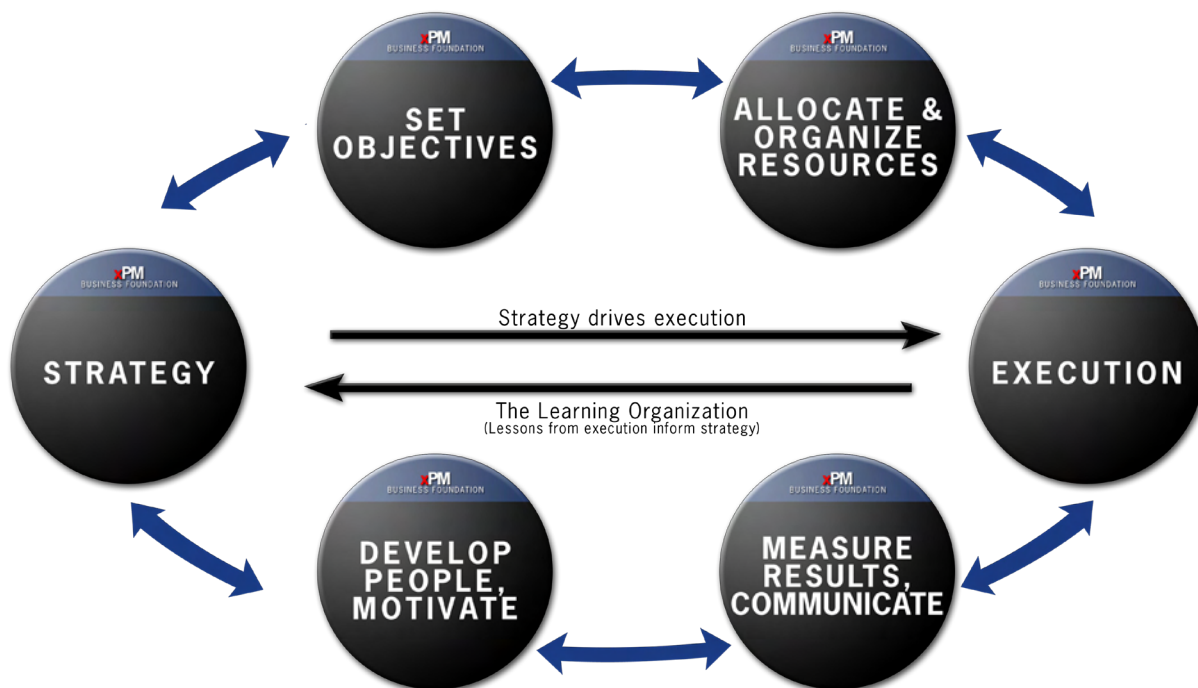 xPM
BUSINESS FOUNDATION
SET
OBJECTIVES
xPM
BUSINESS FOUNDATION
ALLOCATE &
ORGANIZE
RESOURCES
xPM
BUSINESS FOUNDATION
STRATEGY
Strategy drives execution
The Learning Organization
(Lessons from execution inform strategy)
xPM
BUSINESS FOUNDATION
EXECUTION
xPM
BUSINESS FOUNDATION
DEVELOP
PEOPLE,
MOTIVATE
xPM
BUSINESS FOUNDATION
MEASURE
RESULTS,
COMMUNICATE